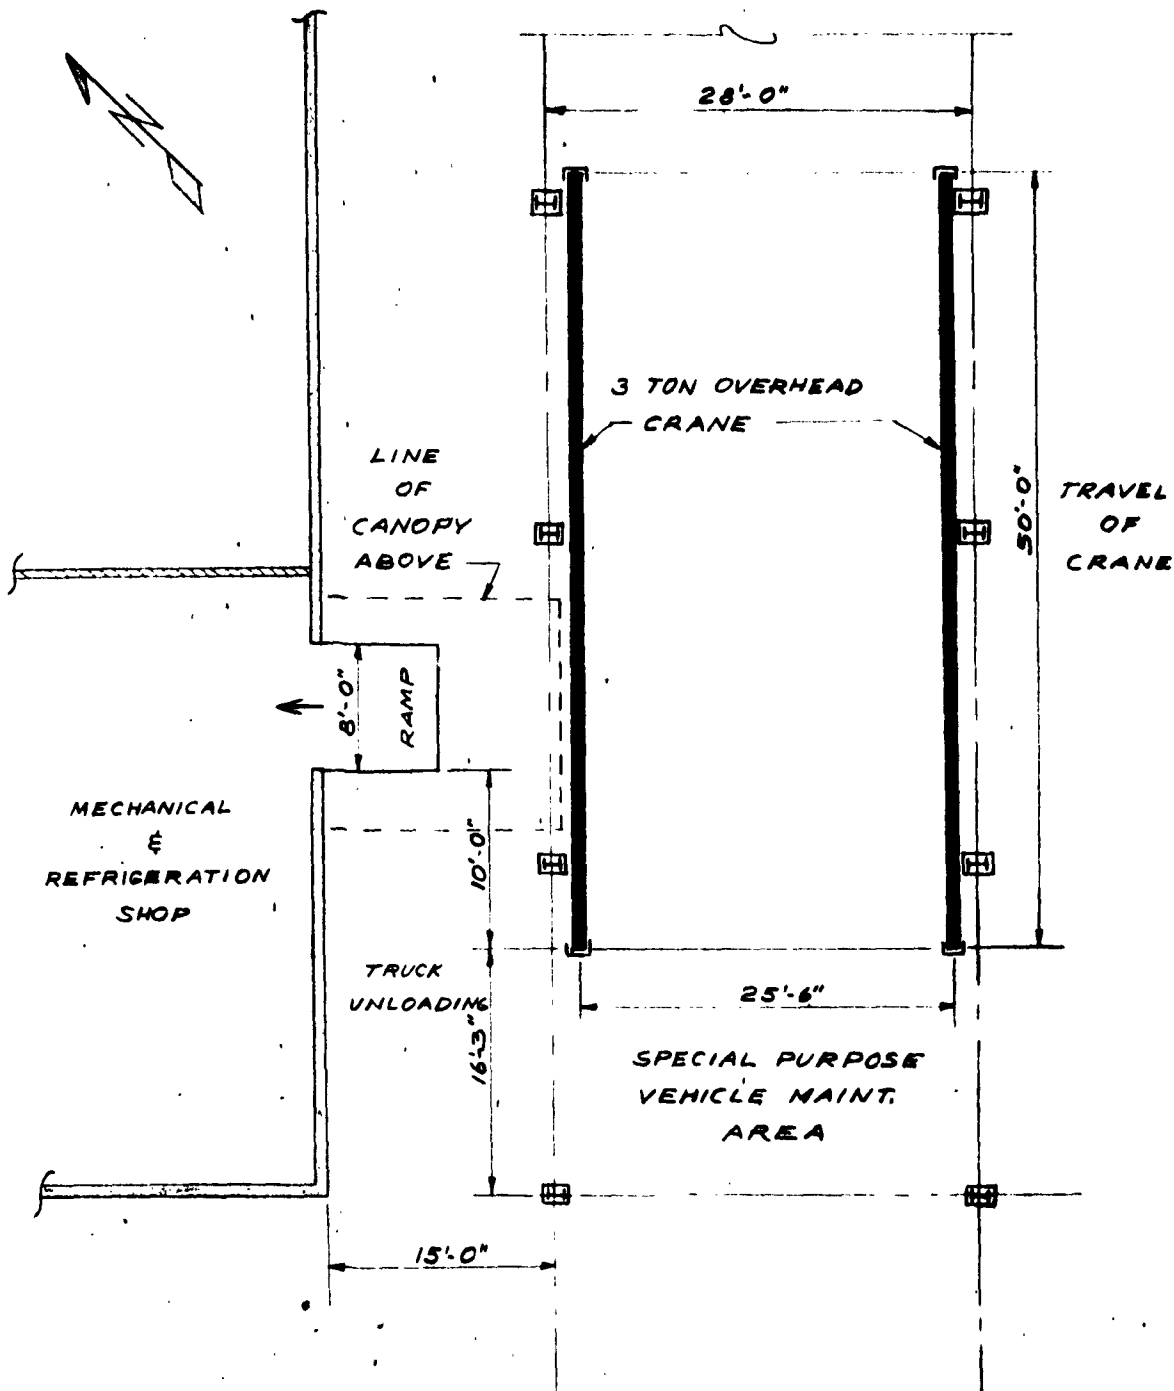 N
28'-0"
3 TON OVERHEAD
CRANE
LINE
OF
CANOPY
ABOVE
50'-0"
TRAVEL
OF
CRANE
8'-0"
RAMP
MECHANICAL
&
REFRIGERATION
SHOP
10'-0"
TRUCK
UNLOADING
16'-3"
25'-6"
SPECIAL PURPOSE
VEHICLE MAINT.
AREA
15'-0"